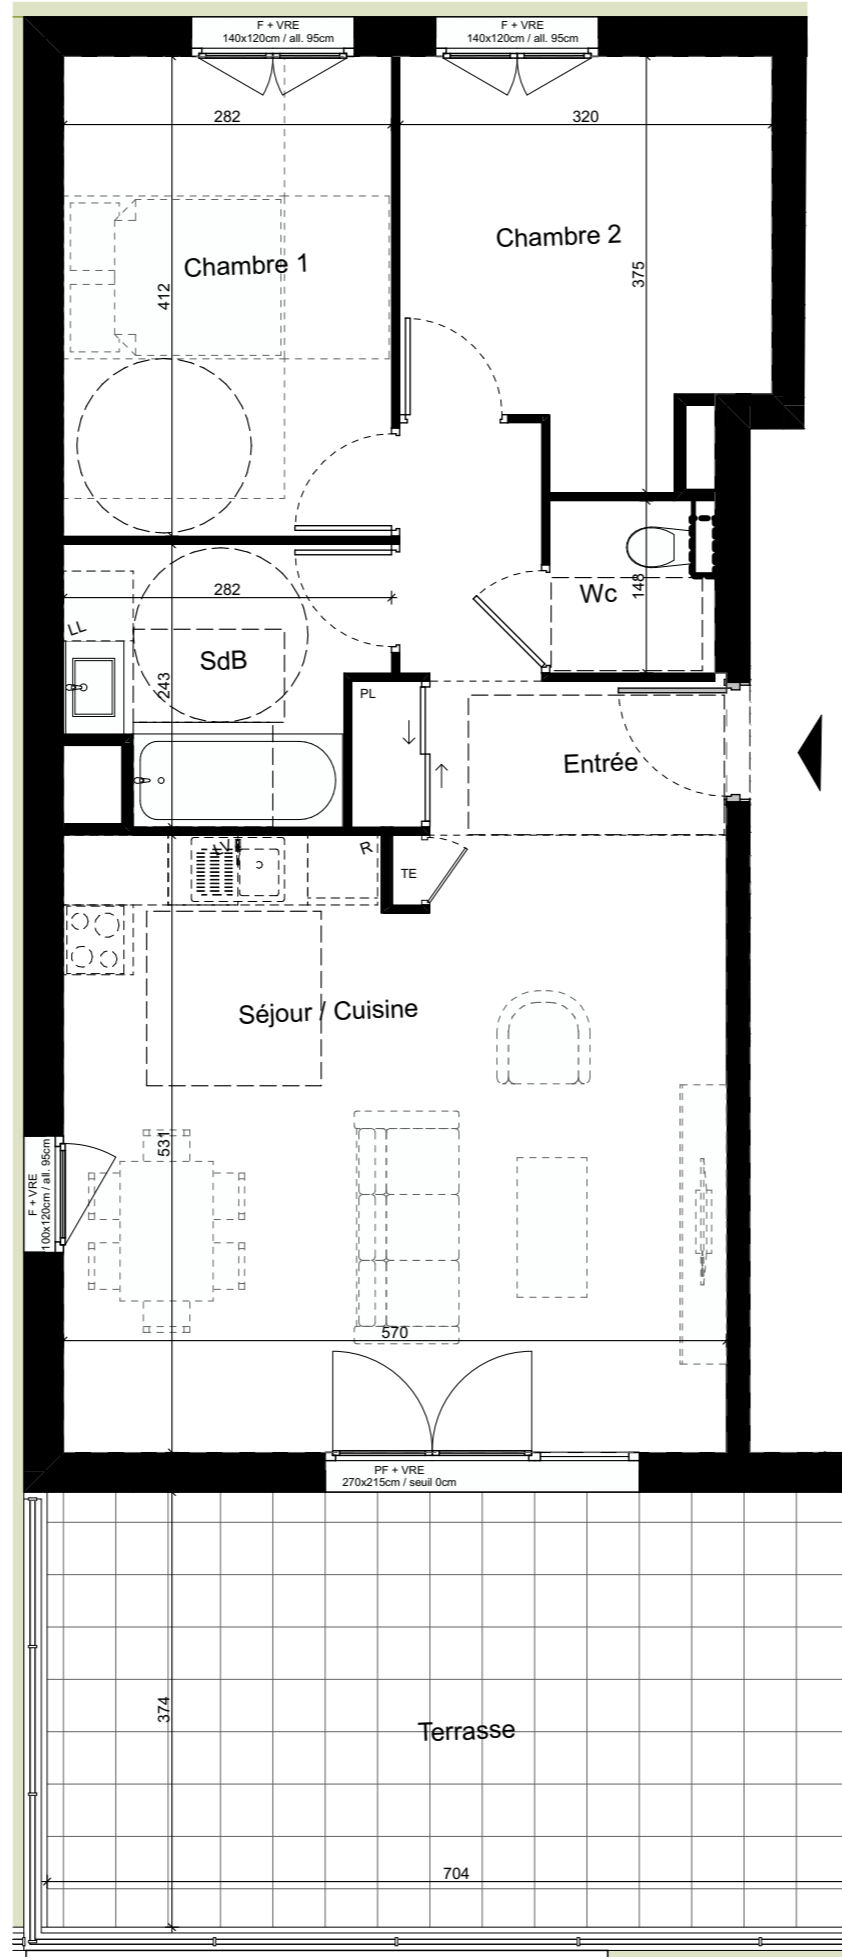 F + VRE
140x120cm / all. 95cm
F + VRE
140x120cm / all. 95cm
282
320
Chambre 1
Chambre 2
412
375
282
148
Wc
LL
SdB
243
PL
Entrée
LV
R
TE
Séjour / Cuisine
531
F + VRE
100x120cm / all. 95cm
570
PF + VRE
270x215cm / seuil 0cm
374
Terrasse
704